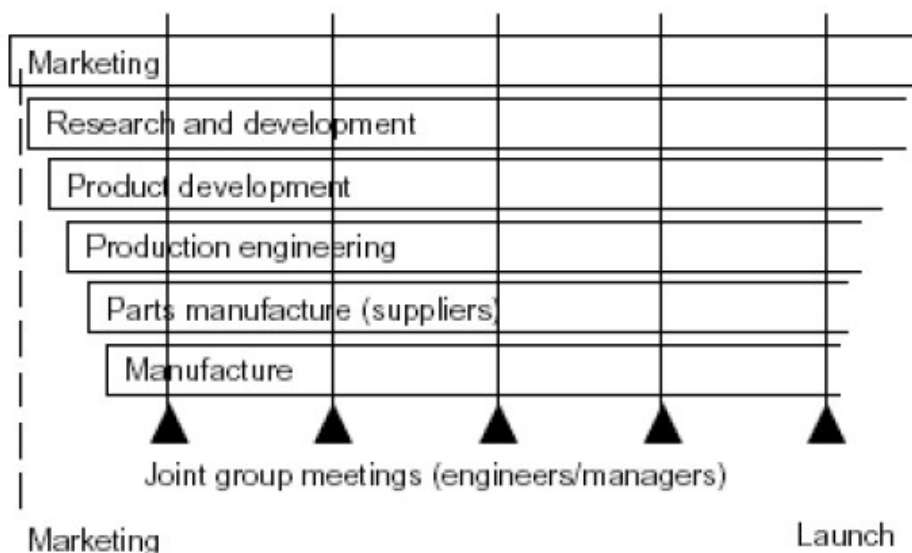 Marketing
Research and development
Product development
Production engineering
Parts manufacture (suppliers)
Manufacture
Joint group meetings (engineers/managers)
Marketing
Launch